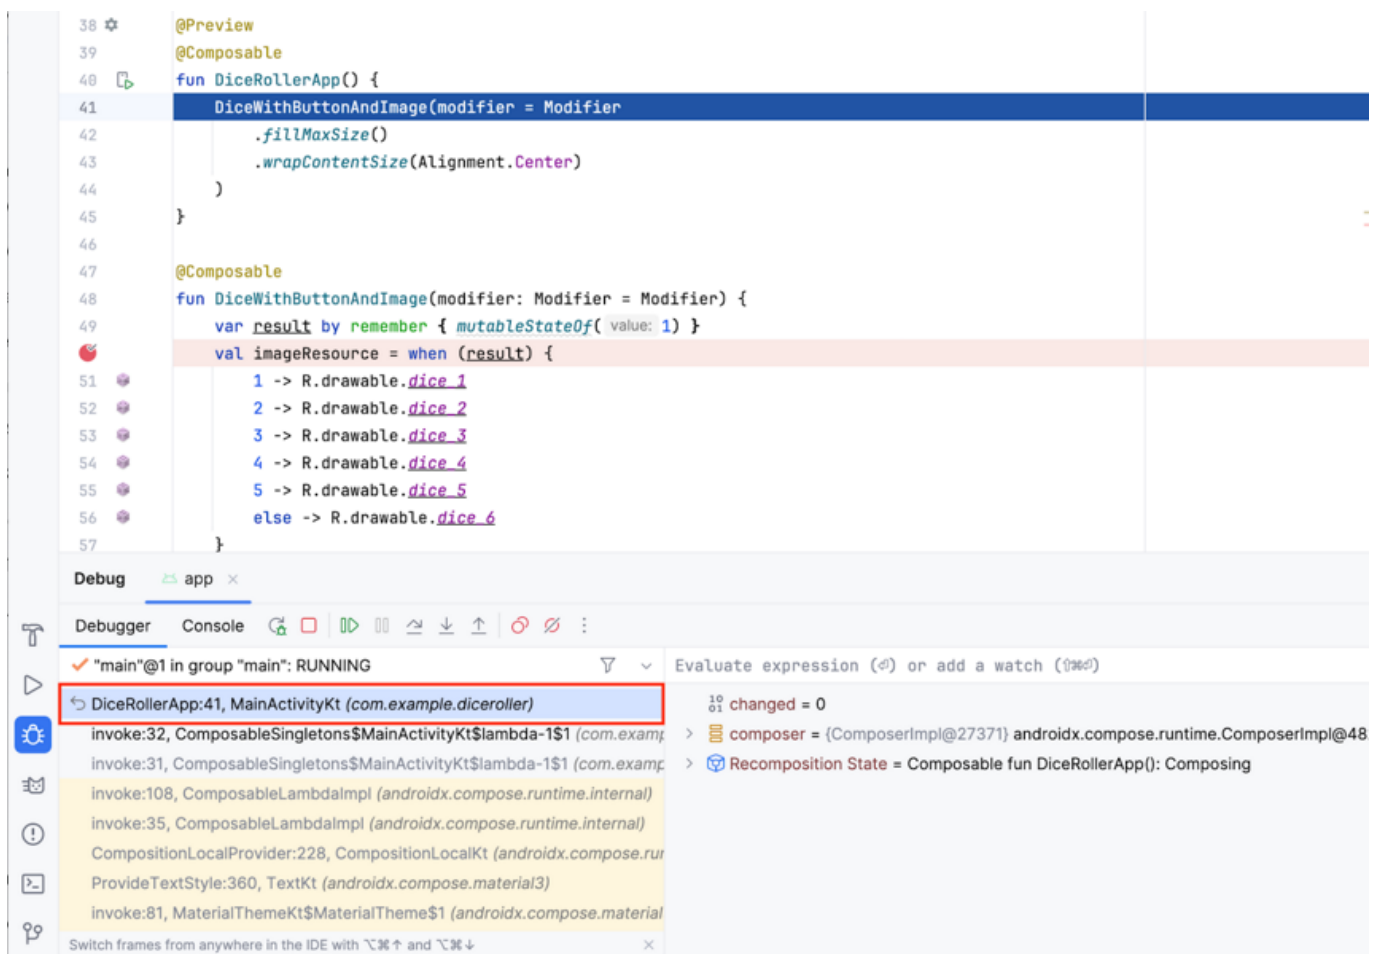 38 @Preview
39 @Composable
40 fun DiceRollerApp() {
41 DiceWithButtonAndImage(modifier = Modifier
42 .fillMaxSize()
43 .wrapContentSize(Alignment.Center)
44 )
45 }
46
47 @Composable
48 fun DiceWithButtonAndImage(modifier: Modifier = Modifier) {
49 var result by remember { mutableStateOf( value: 1) }
val imageResource = when (result) {
51 1 -> R.drawable.dice_1
52 2 -> R.drawable.dice_2
53 3 -> R.drawable.dice_3
54 4 -> R.drawable.dice_4
55 5 -> R.drawable.dice_5
56 else -> R.drawable.dice_6
57 }
Debug app ×
Debugger Console
"main"@1 in group "main": RUNNING
Evaluate expression (⏎) or add a watch (⇧⌘⏎)
DiceRollerApp:41, MainActivityKt (com.example.diceroller)
changed = 0
invoke:32, ComposableSingletons$MainActivityKt$lambda-1$1 (com.examp
composer = {ComposerImpl@27371} androidx.compose.runtime.ComposerImpl@48
invoke:31, ComposableSingletons$MainActivityKt$lambda-1$1 (com.examp
Recomposition State = Composable fun DiceRollerApp(): Composing
invoke:108, ComposableLambdaImpl (androidx.compose.runtime.internal)
invoke:35, ComposableLambdaImpl (androidx.compose.runtime.internal)
CompositionLocalProvider:228, CompositionLocalKt (androidx.compose.rur
ProvideTextStyle:360, TextKt (androidx.compose.material3)
invoke:81, MaterialThemeKt$MaterialTheme$1 (androidx.compose.material
Switch frames from anywhere in the IDE with ⌥⌘↑ and ⌥⌘↓